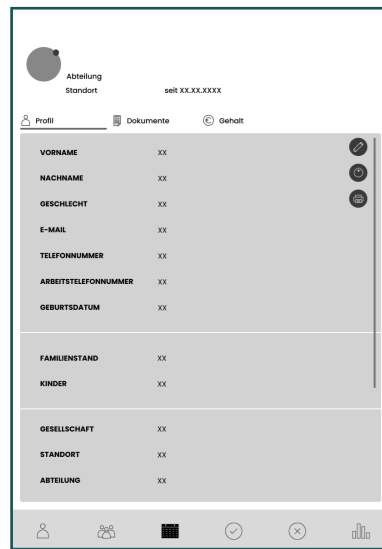 Abteilung
Standort seit XX.XX.XXXX
Profil Dokumente Gehalt
VORNAME XX
NACHNAME XX
GESCHLECHT XX
E-MAIL XX
TELEFONNUMMER XX
ARBEITSTELEFONNUMMER XX
GEBURTSDATUM XX
FAMILIENSTAND XX
KINDER XX
GESELLSCHAFT XX
STANDORT XX
ABTEILUNG XX